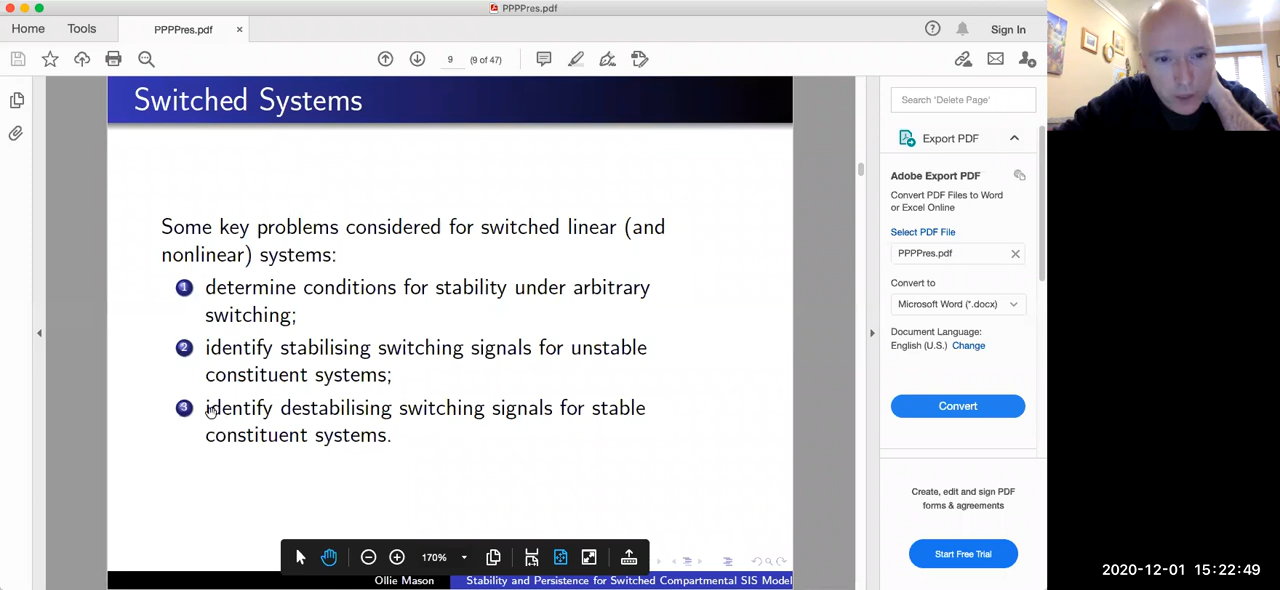 PPPPres.pdf
Home Tools PPPPres.pdf × Sign In
9 (9 of 47)
Switched Systems
Some key problems considered for switched linear (and
nonlinear) systems:
1 determine conditions for stability under arbitrary
switching;
2 identify stabilising switching signals for unstable
constituent systems;
3 identify destabilising switching signals for stable
constituent systems.
170%
Ollie Mason Stability and Persistence for Switched Compartmental SIS Model
Search 'Delete Page'
Export PDF
Adobe Export PDF
Convert PDF Files to Word
or Excel Online
Select PDF File
PPPPres.pdf
Convert to
Microsoft Word (*.docx)
Document Language:
English (U.S.) Change
Convert
Create, edit and sign PDF
forms & agreements
Start Free Trial
2020-12-01 15:22:49